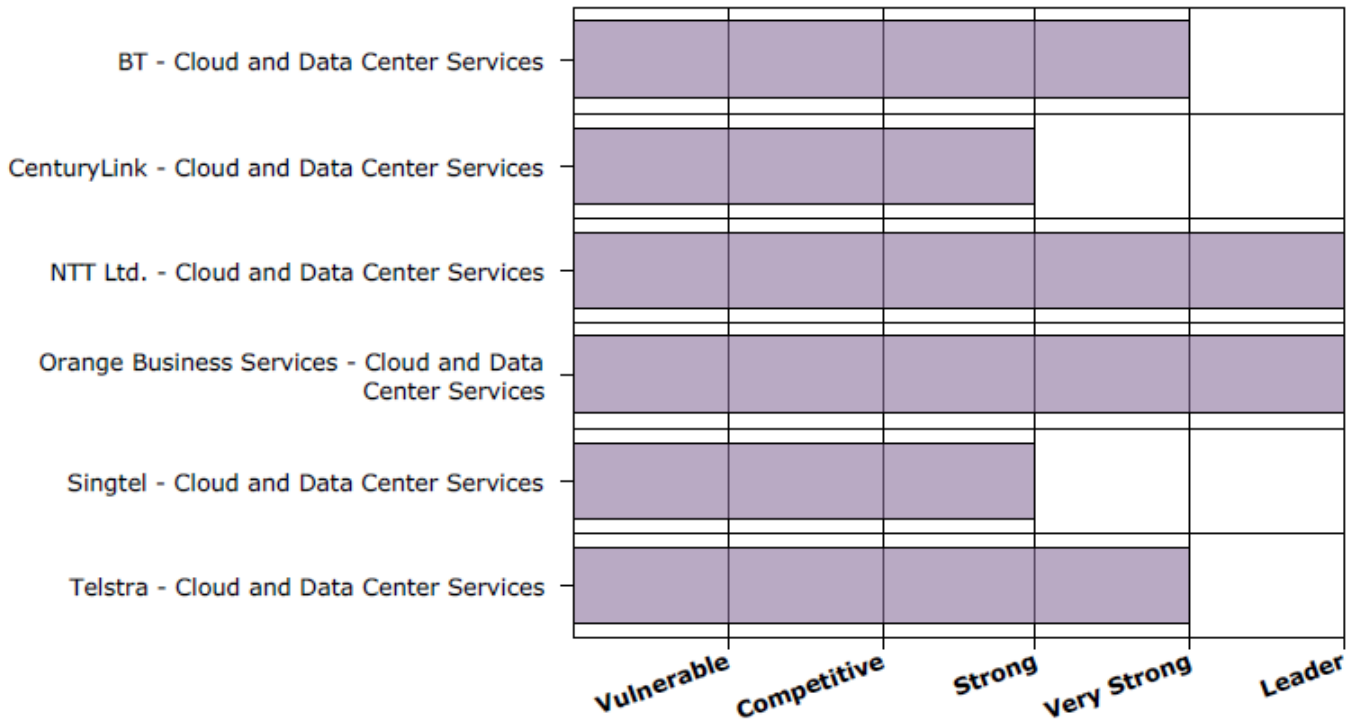 BT - Cloud and Data Center Services
CenturyLink - Cloud and Data Center Services
NTT Ltd. - Cloud and Data Center Services
Orange Business Services - Cloud and Data
Center Services
Singtel - Cloud and Data Center Services
Telstra - Cloud and Data Center Services
Vulnerable
Competitive
Strong
Very Strong
Leader